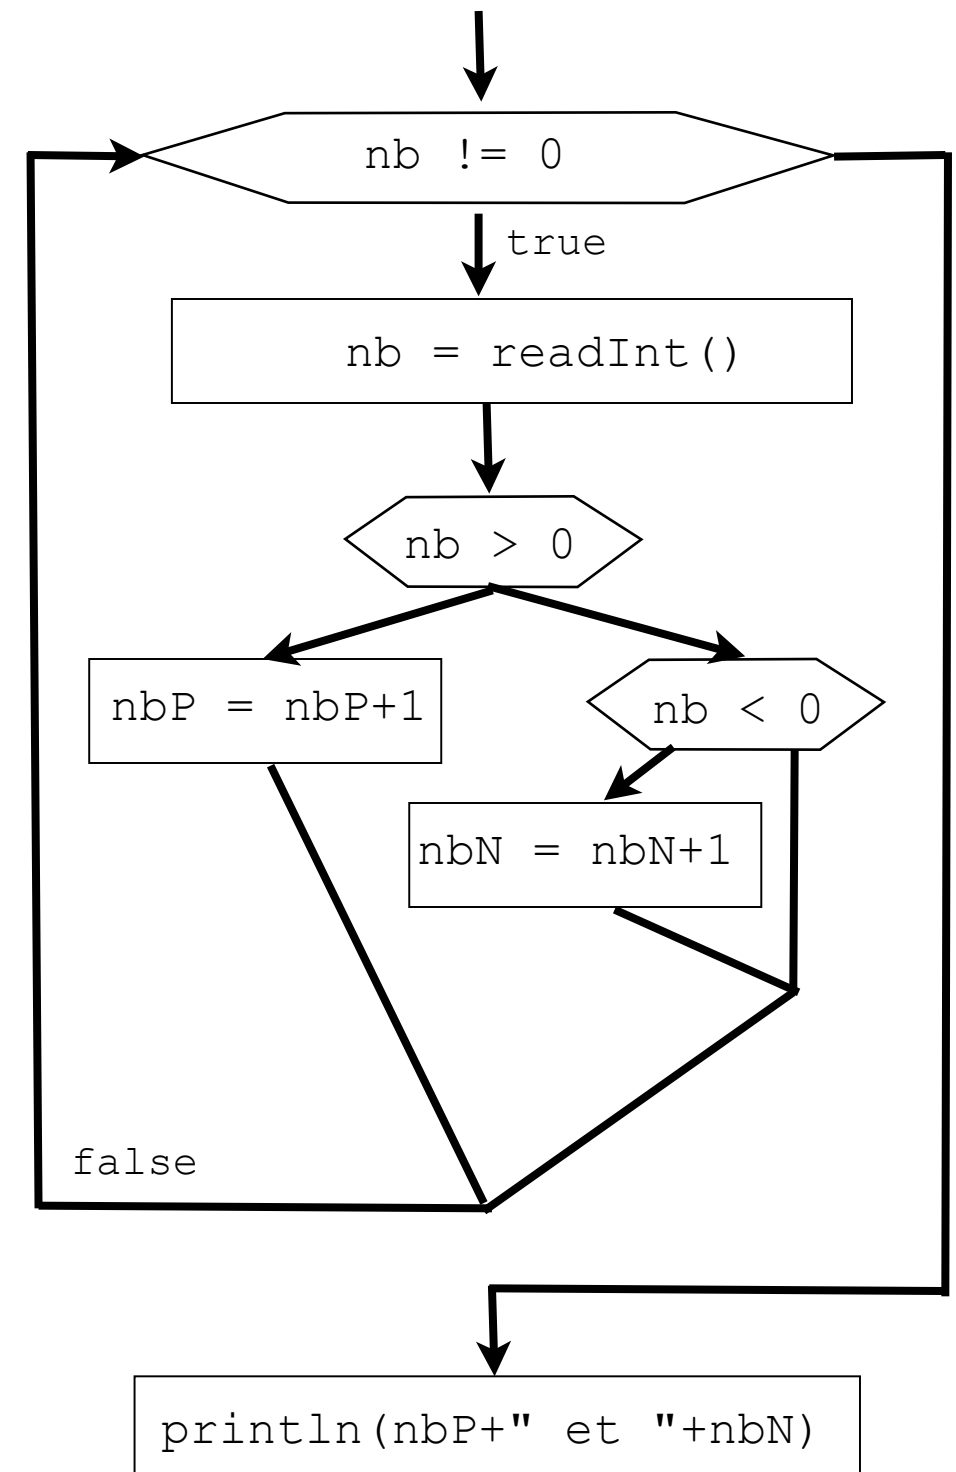 nb != 0
true
nb = readInt()
nb > 0
nbP = nbP+1
nb < 0
nbN = nbN+1
false
println(nbP+" et "+nbN)